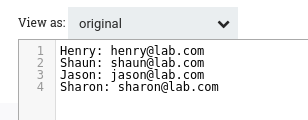 View as: original
1 Henry: henry@lab.com
2 Shaun: shaun@lab.com
3 Jason: jason@lab.com
4 Sharon: sharon@lab.com